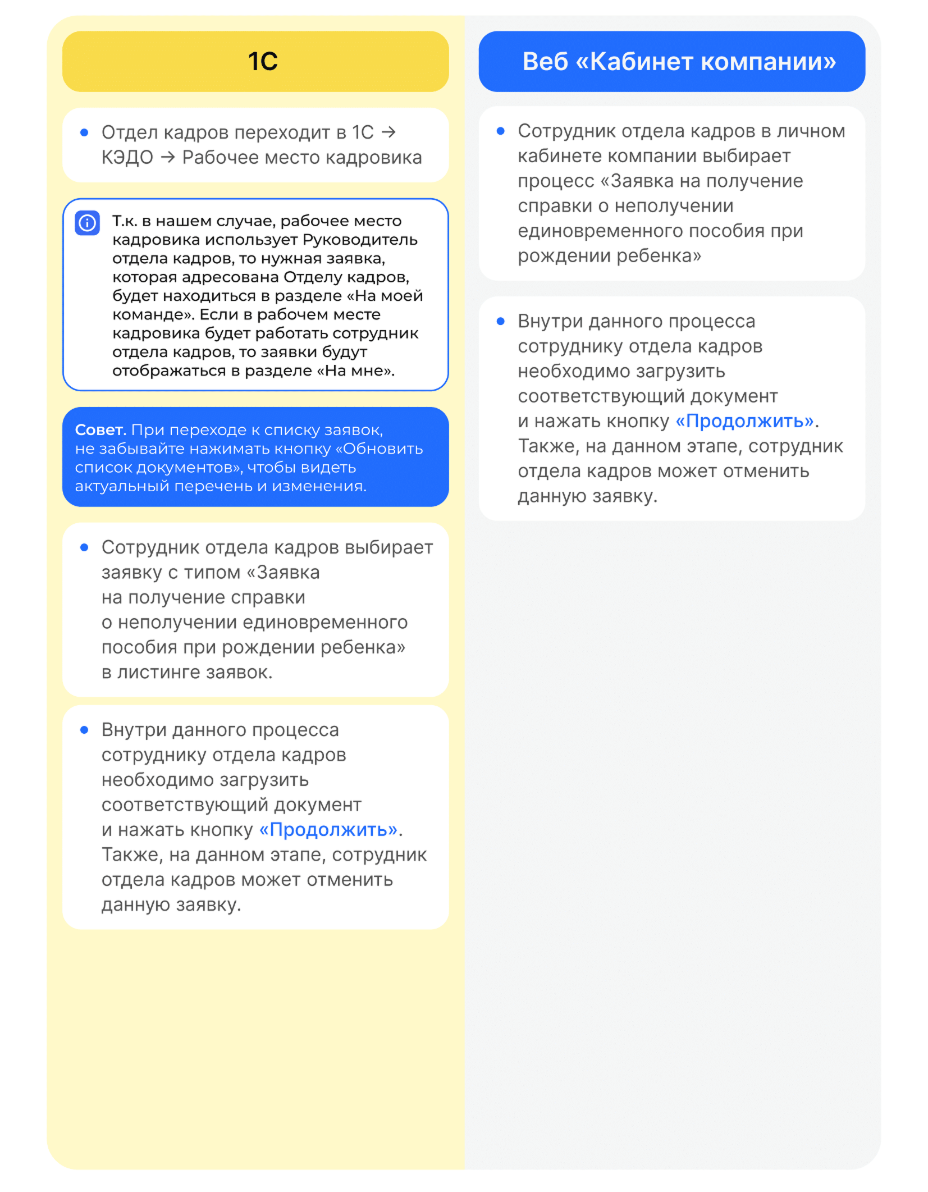 1С
Отдел кадров переходит в 1С →
КЭДО → Рабочее место кадровика
Т.к. в нашем случае, рабочее место
кадровика использует Руководитель
отдела кадров, то нужная заявка,
которая адресована Отделу кадров,
будет находиться в разделе «На моей
команде». Если в рабочем месте
кадровика будет работать сотрудник
отдела кадров, то заявки будут
отображаться в разделе «На мне».
Совет. При переходе к списку заявок,
не забывайте нажимать кнопку «Обновить
список документов», чтобы видеть
актуальный перечень и изменения.
Сотрудник отдела кадров выбирает
заявку с типом «Заявка
на получение справки
о неполучении единовременного
пособия при рождении ребенка»
в листинге заявок.
Внутри данного процесса
сотруднику отдела кадров
необходимо загрузить
соответствующий документ
и нажать кнопку «Продолжить».
Также, на данном этапе, сотрудник
отдела кадров может отменить
данную заявку.
Веб «Кабинет компании»
Сотрудник отдела кадров в личном
кабинете компании выбирает
процесс «Заявка на получение
справки о неполучении
единовременного пособия при
рождении ребенка»
Внутри данного процесса
сотруднику отдела кадров
необходимо загрузить
соответствующий документ
и нажать кнопку «Продолжить».
Также, на данном этапе, сотрудник
отдела кадров может отменить
данную заявку.